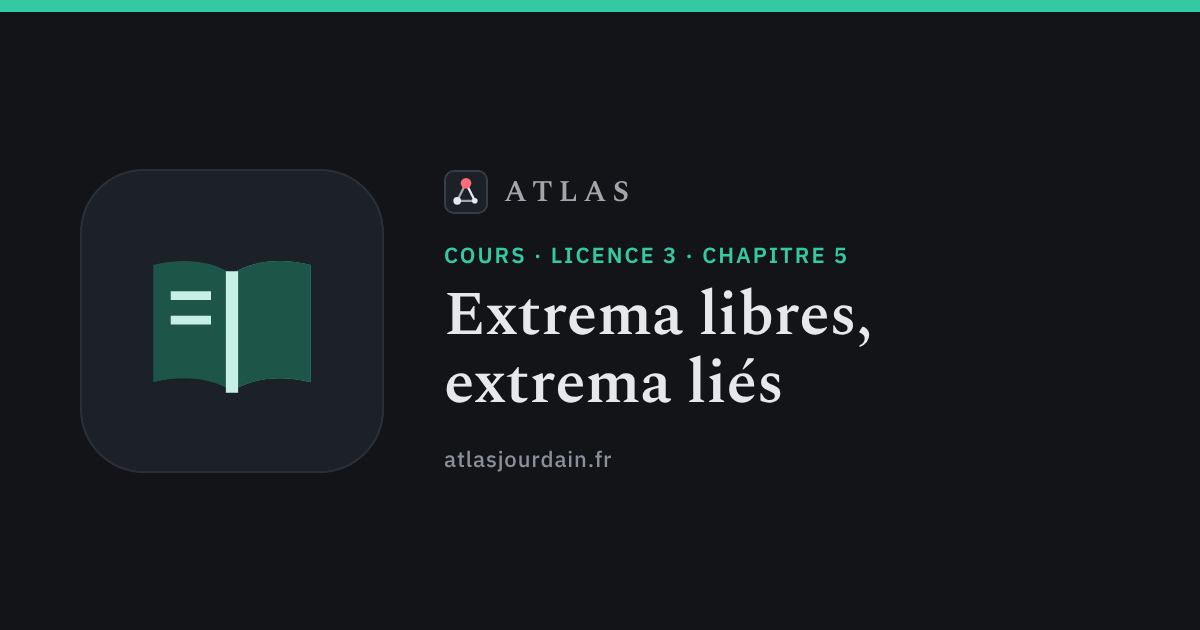 ATLAS
COURS · LICENCE 3 · CHAPITRE 5
Extrema libres,
extrema liés
atlasjourdain.fr